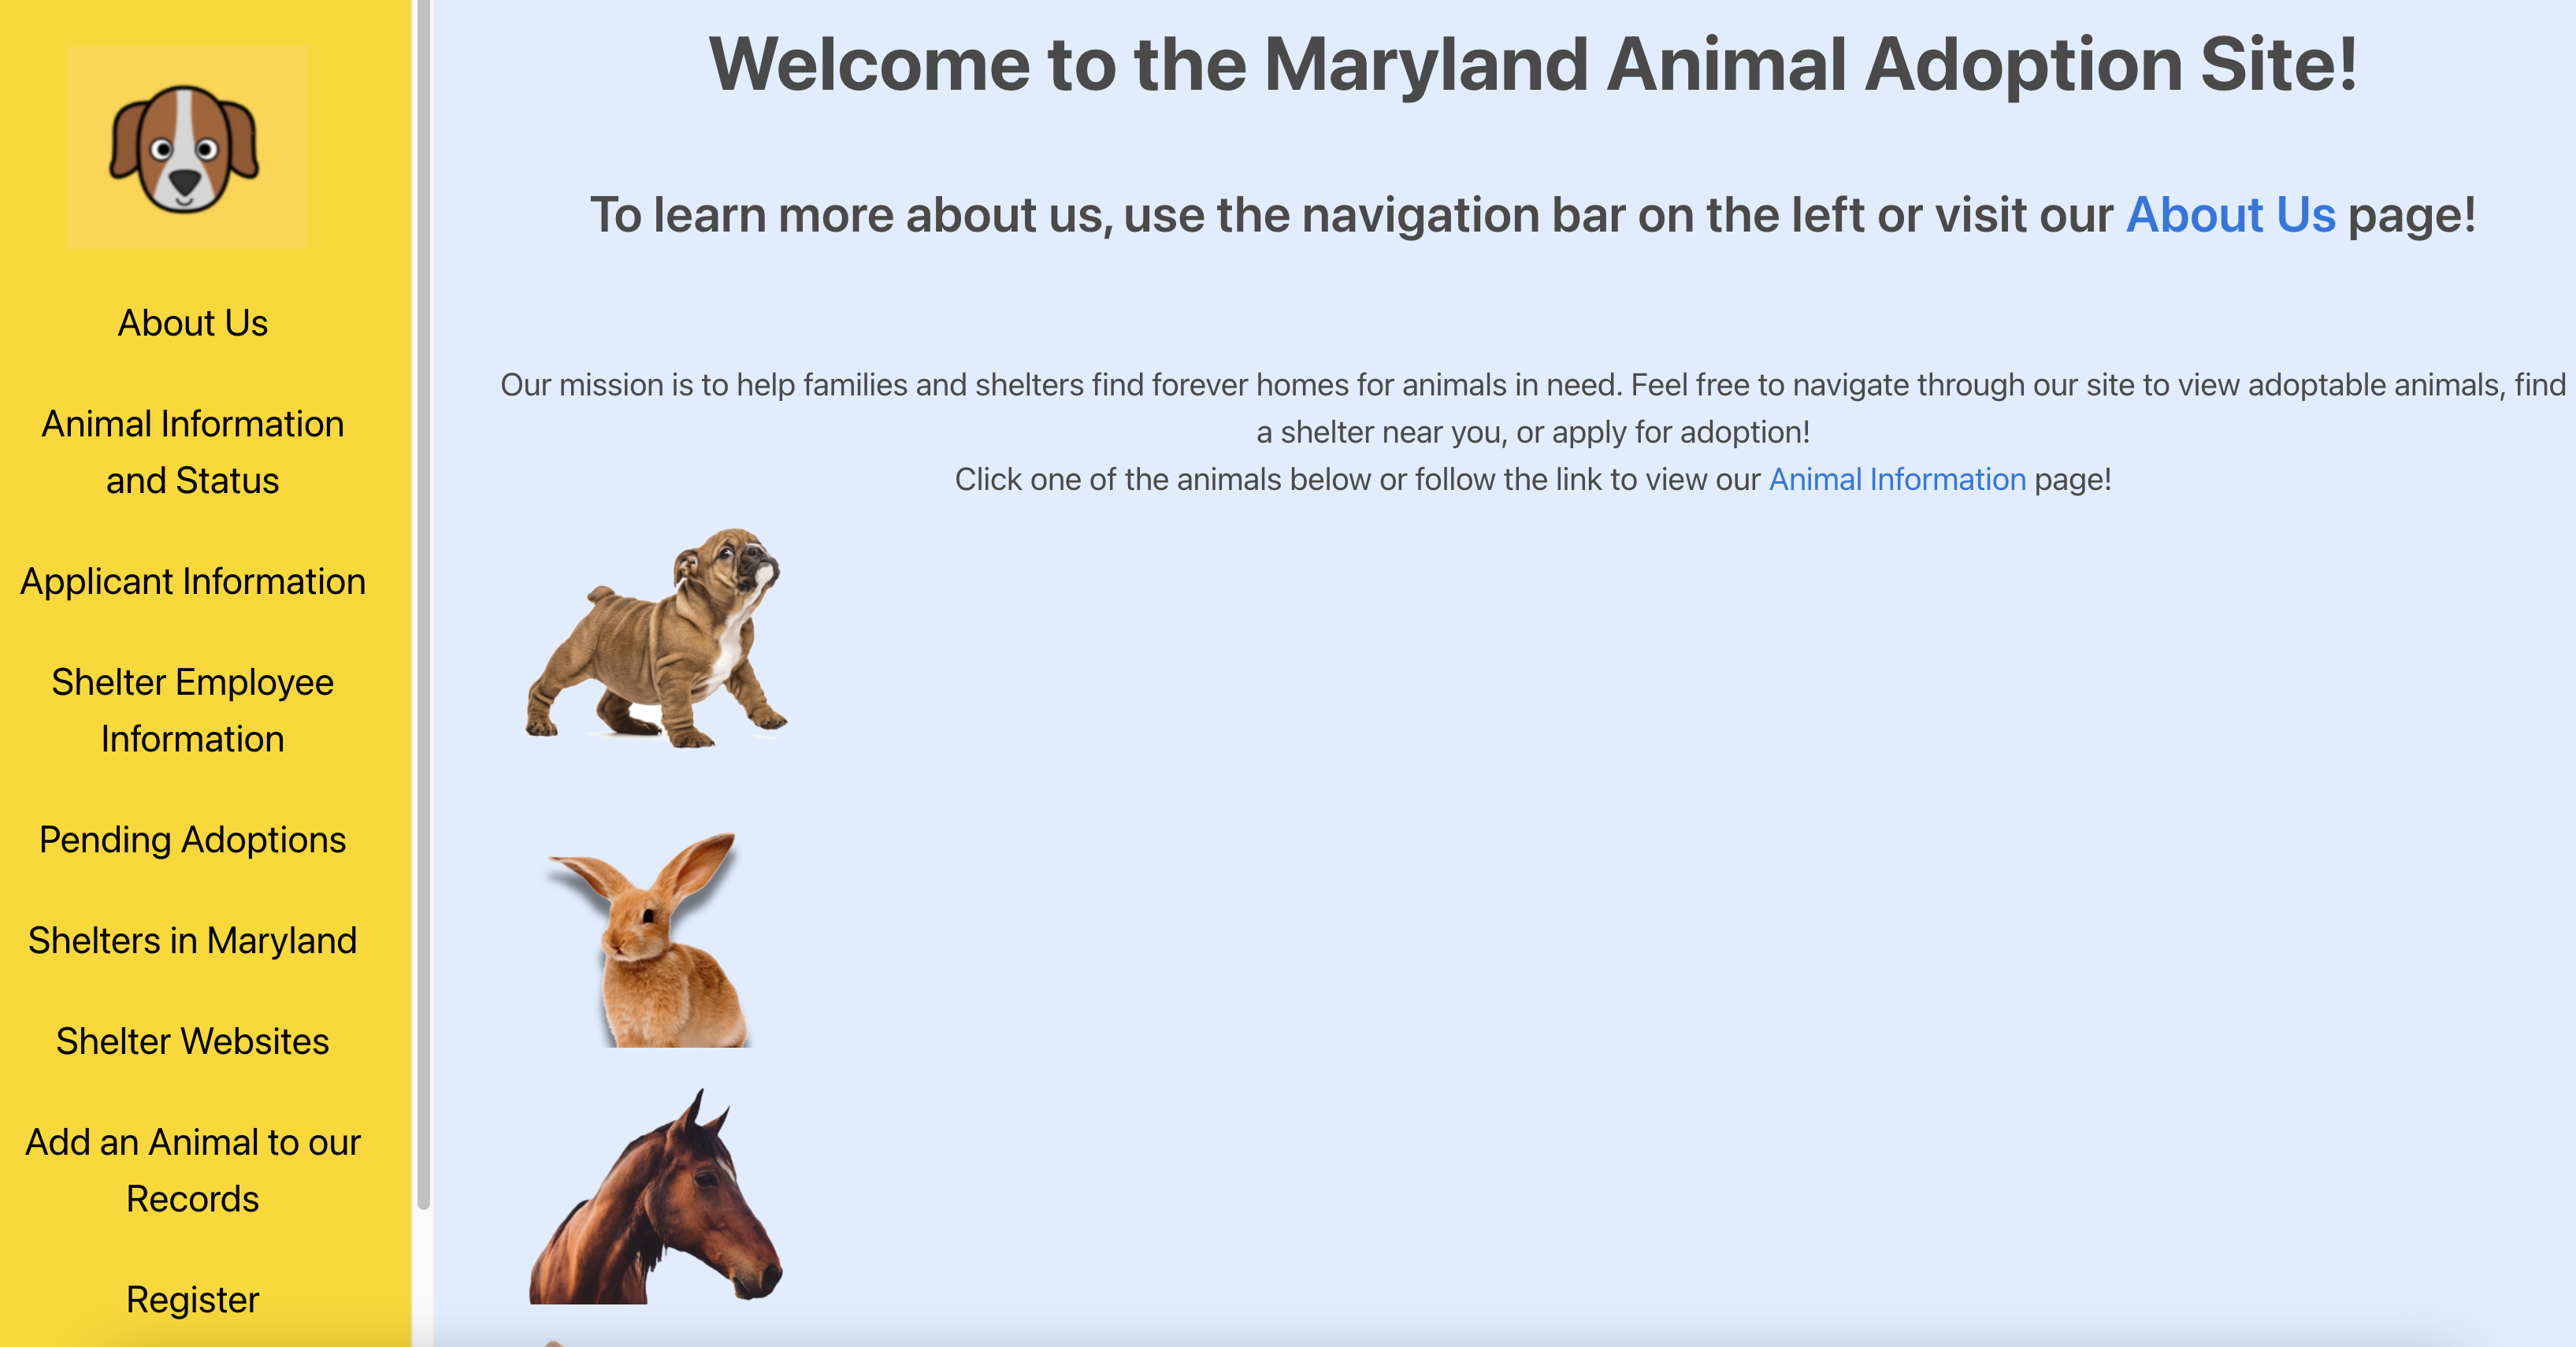 About Us
Animal Information
and Status
Applicant Information
Shelter Employee
Information
Pending Adoptions
Shelters in Maryland
Shelter Websites
Add an Animal to our
Records
Register
Welcome to the Maryland Animal Adoption Site!
To learn more about us, use the navigation bar on the left or visit our About Us page!
Our mission is to help families and shelters find forever homes for animals in need. Feel free to navigate through our site to view adoptable animals, find
a shelter near you, or apply for adoption!
Click one of the animals below or follow the link to view our Animal Information page!